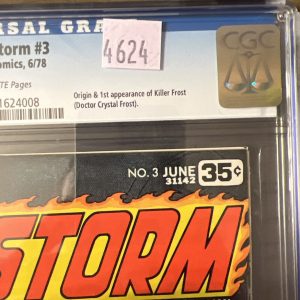 RSAL GRA
4624
torm #3
omics, 6/78
TE Pages
1624008
Origin & 1st appearance of Killer Frost
(Doctor Crystal Frost).
CGC
NO. 3 JUNE
31142
35¢
STORM